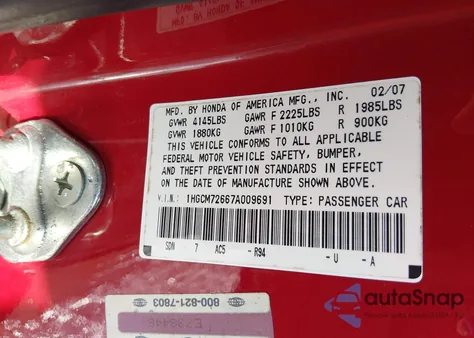 MFD. BY HONDA OF AMERICA MFG., INC. 02/07
GVWR 4145LBS GAWR F 2225LBS R 1985LBS
GVWR 1880KG GAWR F 1010KG R 900KG
THIS VEHICLE CONFORMS TO ALL APPLICABLE
FEDERAL MOTOR VEHICLE SAFETY, BUMPER,
AND THEFT PREVENTION STANDARDS IN EFFECT
ON THE DATE OF MANUFACTURE SHOWN ABOVE.
V.I.N.: 1HGCM72667A009691 TYPE: PASSENGER CAR
SDN 7 AC5 - R94 - U - A
800-821-7803
autoSnap